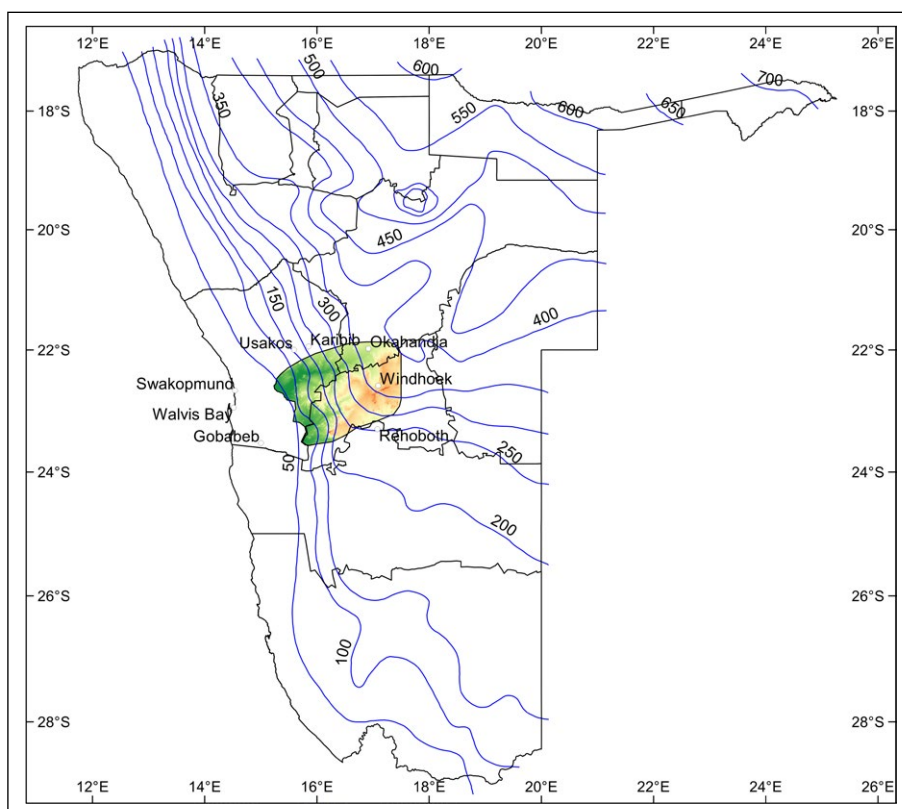 12°E 14°E 16°E 18°E 20°E 22°E 24°E 26°E
500
600
700
350
550
600
650
18°S 18°S
20°S 20°S
450
150
300
400
22°S 22°S
Usakos Karibib Okahandja
Swakopmund Windhoek
Walvis Bay
Gobabeb Rehoboth
50
250
24°S 24°S
200
100
26°S 26°S
28°S 28°S
12°E 14°E 16°E 18°E 20°E 22°E 24°E 26°E